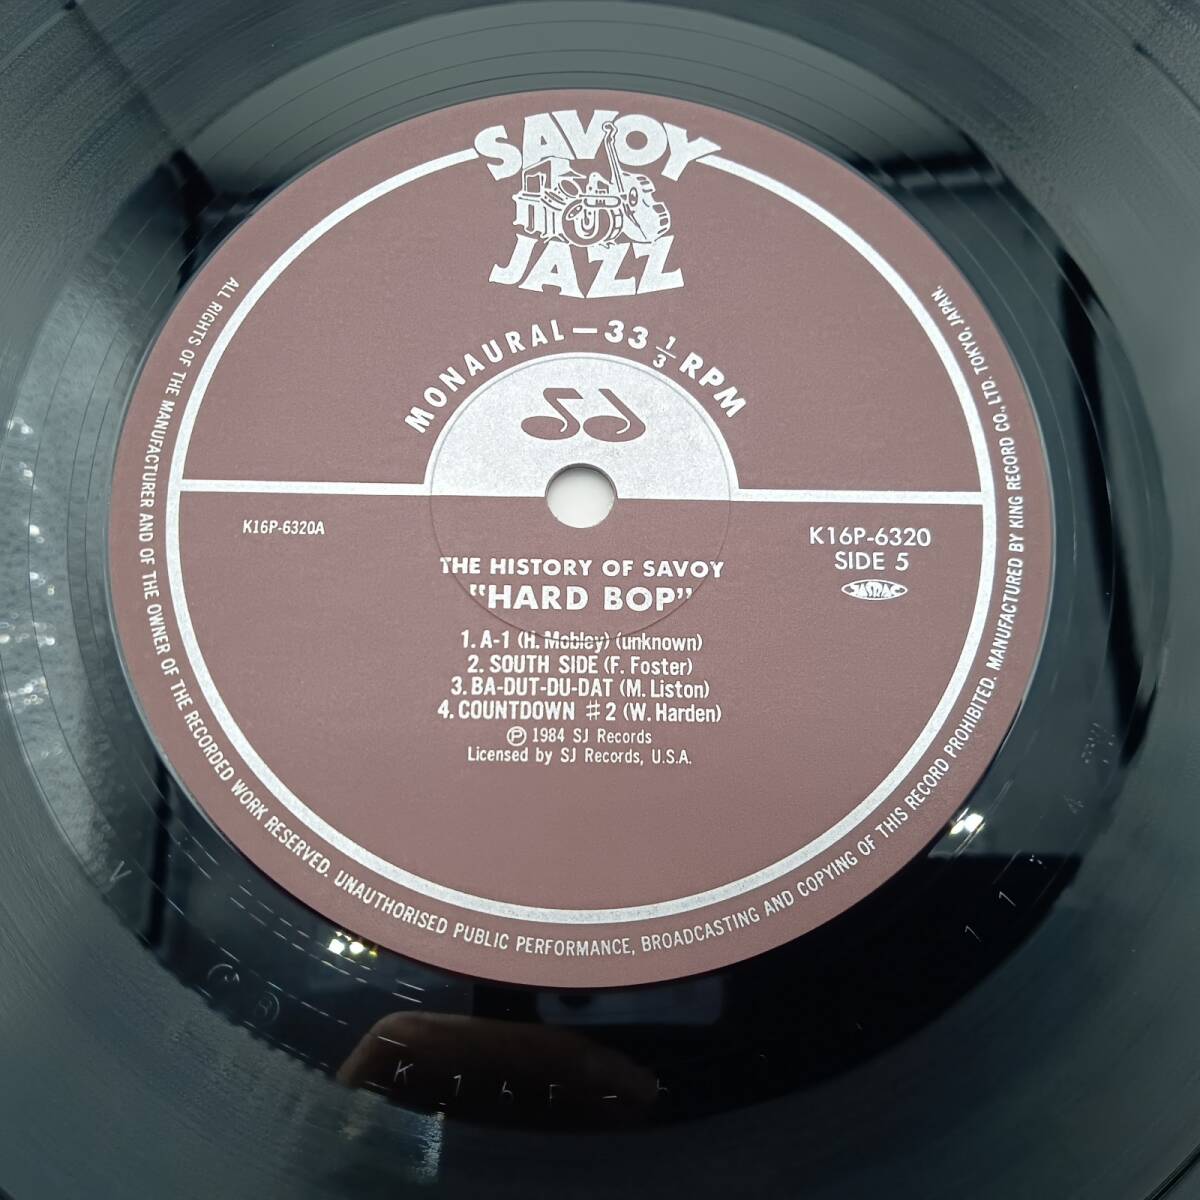 SAVOY
JAZZ
MONAURAL—33 1/3 RPM
K16P-6320A
K16P-6320
SIDE 5
JASRAC
THE HISTORY OF SAVOY
"HARD BOP"
1. A-1 (H. Mobley) (unknown)
2. SOUTH SIDE (F. Foster)
3. BA-DUT-DU-DAT (M. Liston)
4. COUNTDOWN ♯2 (W. Harden)
Ⓟ 1984 SJ Records
Licensed by SJ Records, U.S.A.
ALL RIGHTS OF THE MANUFACTURER AND OF THE OWNER OF THE RECORDED WORK RESERVED. UNAUTHORISED PUBLIC PERFORMANCE, BROADCASTING AND COPYING OF THIS RECORD PROHIBITED. MANUFACTURED BY KING RECORD CO., LTD. TOKYO, JAPAN.